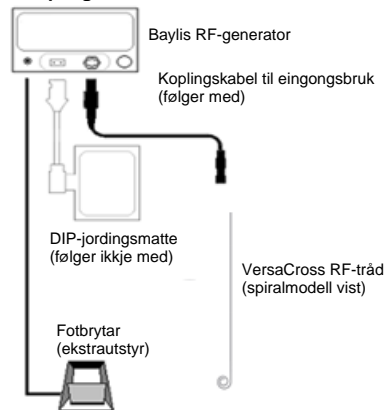 Baylis RF-generator
Koplingskabel til eingongsbruk
(følger med)
DIP-jordingsmatte
(følger ikkje med)
VersaCross RF-tråd
(spiralmodell vist)
Fotbrytar
(ekstrautstyr)